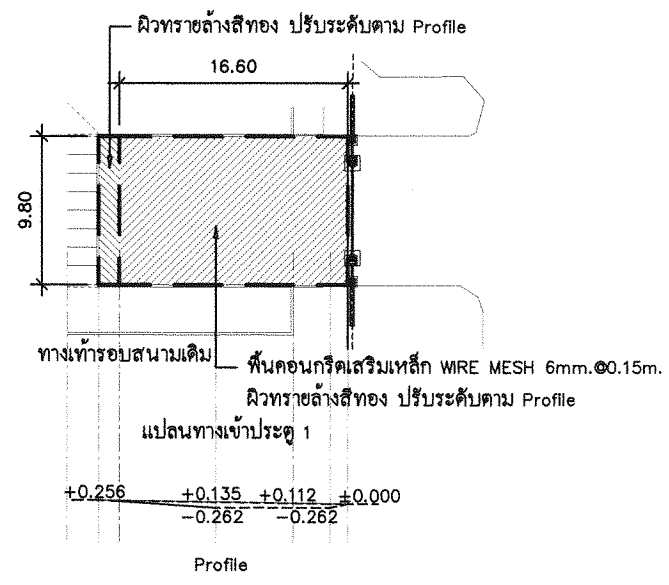 ผิวทรายล้างสีทอง ปรับระดับตาม Profile
16.60
9.80
ทางเท้ารอบสนามเดิม
พื้นคอนกรีตเสริมเหล็ก WIRE MESH 6mm.@0.15m.
ผิวทรายล้างสีทอง ปรับระดับตาม Profile
แปลนทางเข้าประตู 1
+0.256 +0.135 +0.112 ±0.000
-0.262 -0.262
Profile